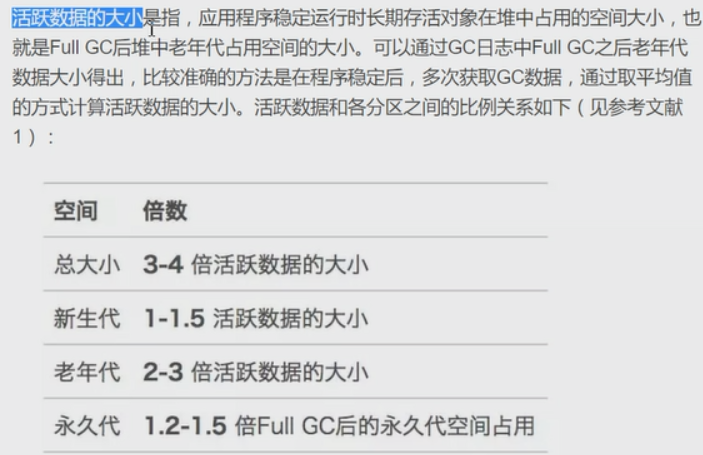 活跃数据的大小是指，应用程序稳定运行时长期存活对象在堆中占用的空间大小，也
就是Full GC后堆中老年代占用空间的大小。可以通过GC日志中Full GC之后老年代
数据大小得出，比较准确的方法是在程序稳定后，多次获取GC数据，通过取平均值
的方式计算活跃数据的大小。活跃数据和各分区之间的比例关系如下（见参考文献
1）：
空间 倍数
总大小 3-4 倍活跃数据的大小
新生代 1-1.5 活跃数据的大小
老年代 2-3 倍活跃数据的大小
永久代 1.2-1.5 倍Full GC后的永久代空间占用